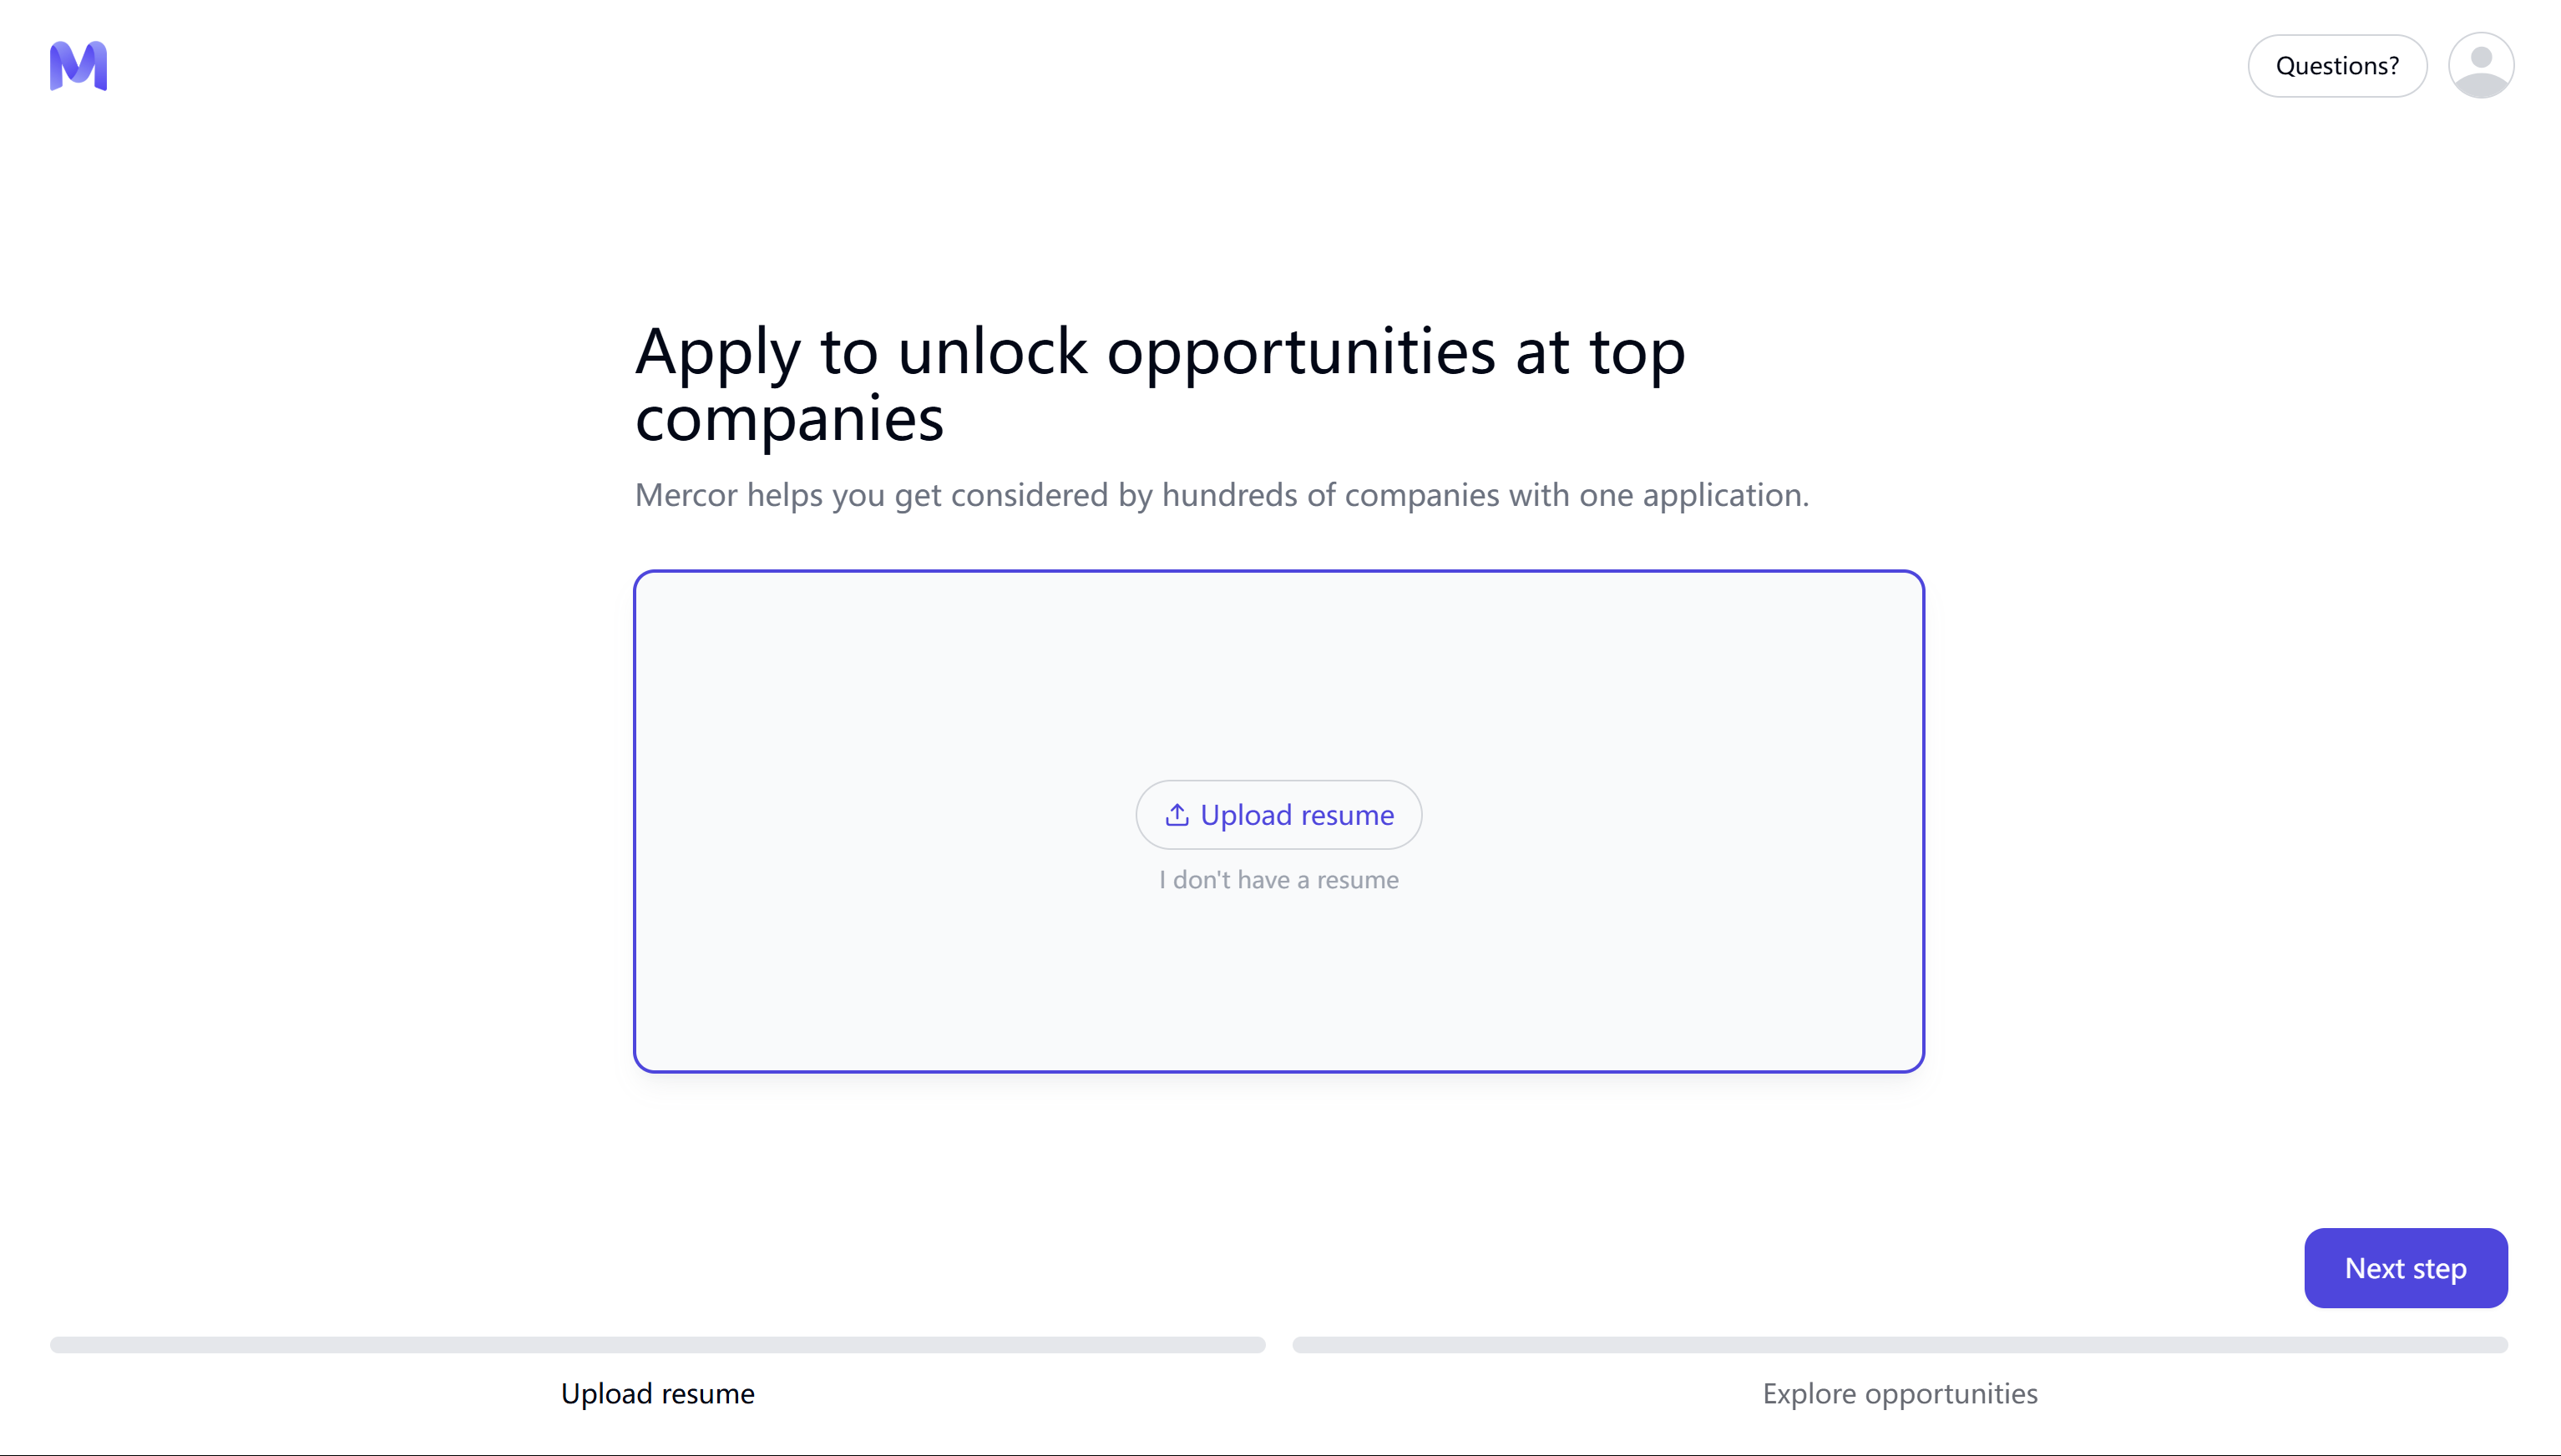 Questions?
Apply to unlock opportunities at top
companies
Mercor helps you get considered by hundreds of companies with one application.
Upload resume
I don't have a resume
Next step
Upload resume
Explore opportunities